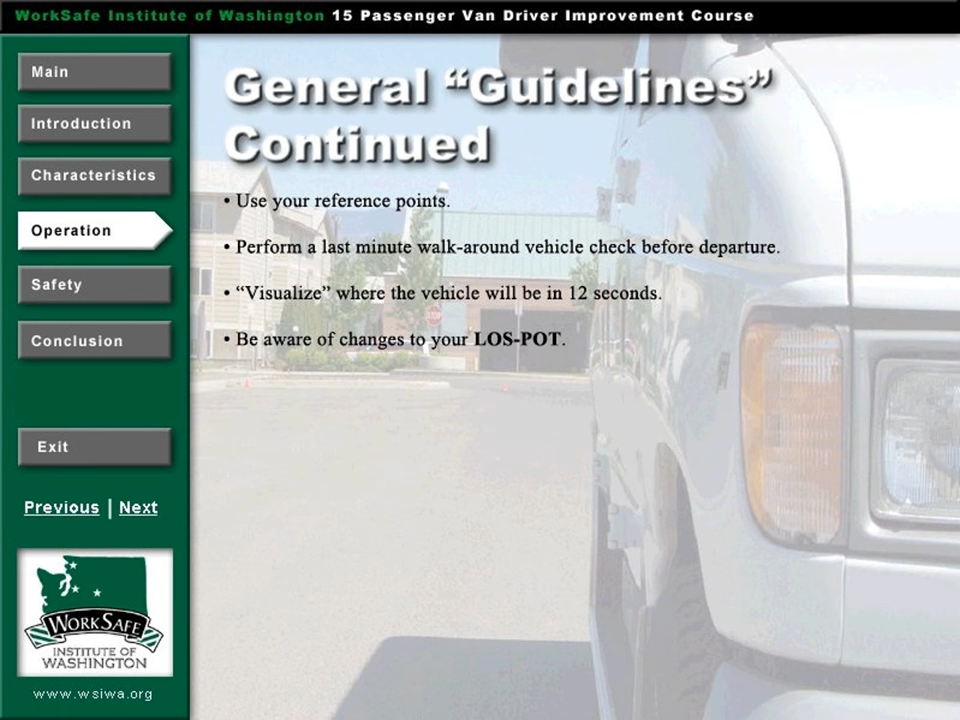 WorkSafe Institute of Washington 15 Passenger Van Driver Improvement Course
Main
Introduction
Characteristics
Operation
Safety
Conclusion
Exit
Previous | Next
WORKSAFE
INSTITUTE OF
WASHINGTON
www.wsiwa.org
General “Guidelines”
Continued
• Use your reference points.
• Perform a last minute walk-around vehicle check before departure.
• “Visualize” where the vehicle will be in 12 seconds.
• Be aware of changes to your LOS-POT.
STOP